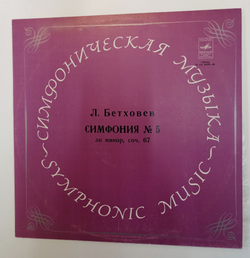 СИМФОНИЧЕСКАЯ МУЗЫКА
Л. Бетховен
СИМФОНИЯ № 5
до минор, соч. 67
SYMPHONIC MUSIC